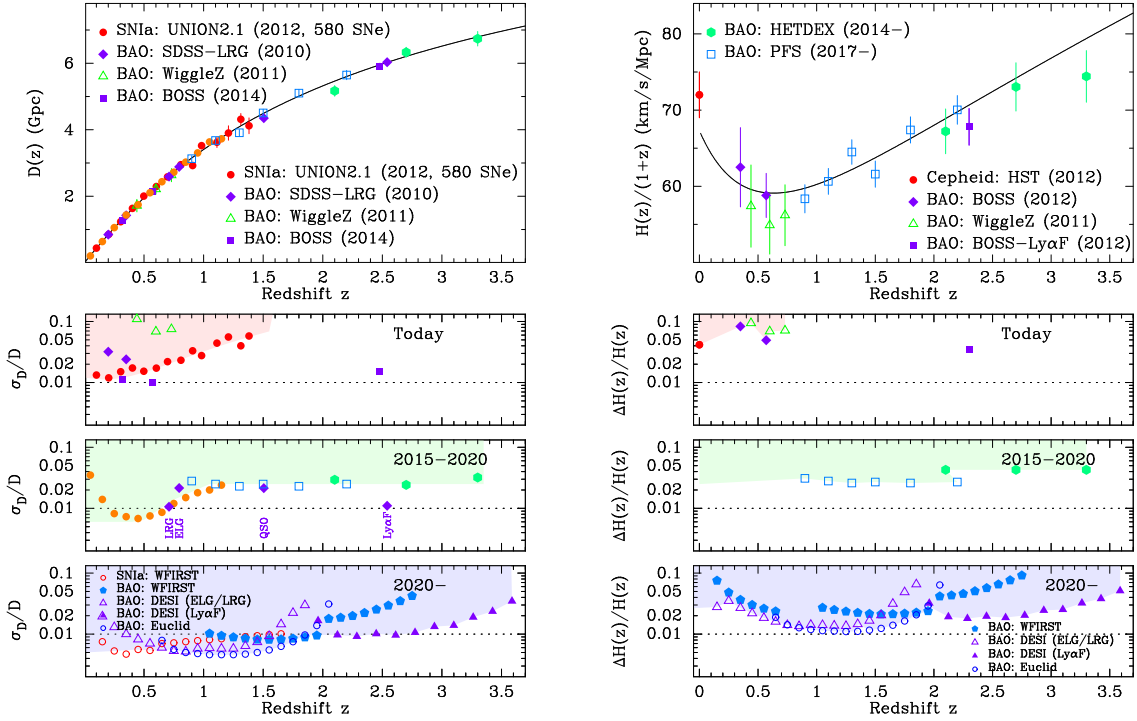 D(z) (Gpc)
6
4
2
0
SNIa: UNION2.1 (2012, 580 SNe)
BAO: SDSS-LRG (2010)
BAO: WiggleZ (2011)
BAO: BOSS (2014)
SNIa: UNION2.1 (2012, 580 SNe)
BAO: SDSS-LRG (2010)
BAO: WiggleZ (2011)
BAO: BOSS (2014)
0.5 1 1.5 2 2.5 3 3.5
Redshift z
H(z)/(1+z) (km/s/Mpc)
80
70
60
BAO: HETDEX (2014-)
BAO: PFS (2017-)
Cepheid: HST (2012)
BAO: BOSS (2012)
BAO: WiggleZ (2011)
BAO: BOSS-LyαF (2012)
0 0.5 1 1.5 2 2.5 3 3.5
Redshift z
σD/D
0.1
0.05
0.02
0.01
Today
ΔH(z)/H(z)
0.1
0.05
0.02
0.01
Today
σD/D
0.1
0.05
0.02
0.01
2015-2020
LRG
ELG
QSO
LyαF
ΔH(z)/H(z)
0.1
0.05
0.02
0.01
2015-2020
σD/D
0.1
0.05
0.02
0.01
SNIa: WFIRST
BAO: WFIRST
BAO: DESI (ELG/LRG)
BAO: DESI (LyαF)
BAO: Euclid
2020-
0.5 1 1.5 2 2.5 3 3.5
Redshift z
ΔH(z)/H(z)
0.1
0.05
0.02
0.01
2020-
BAO: WFIRST
BAO: DESI (ELG/LRG)
BAO: DESI (LyαF)
BAO: Euclid
0 0.5 1 1.5 2 2.5 3 3.5
Redshift z